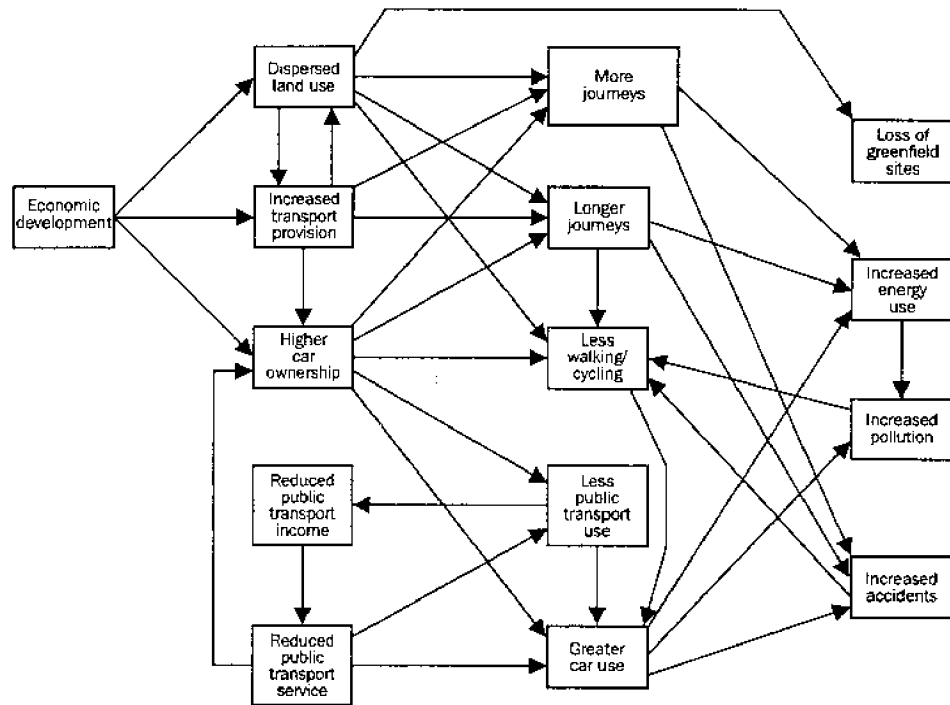 Dispersed
land use
More
journeys
Loss of
greenfield
sites
Economic
development
Increased
transport
provision
Longer
journeys
Increased
energy
use
Higher
car
ownership
Less
walking/
cycling
Increased
pollution
Reduced
public
transport
income
Less
public
transport
use
Increased
accidents
Reduced
public
transport
service
Greater
car use